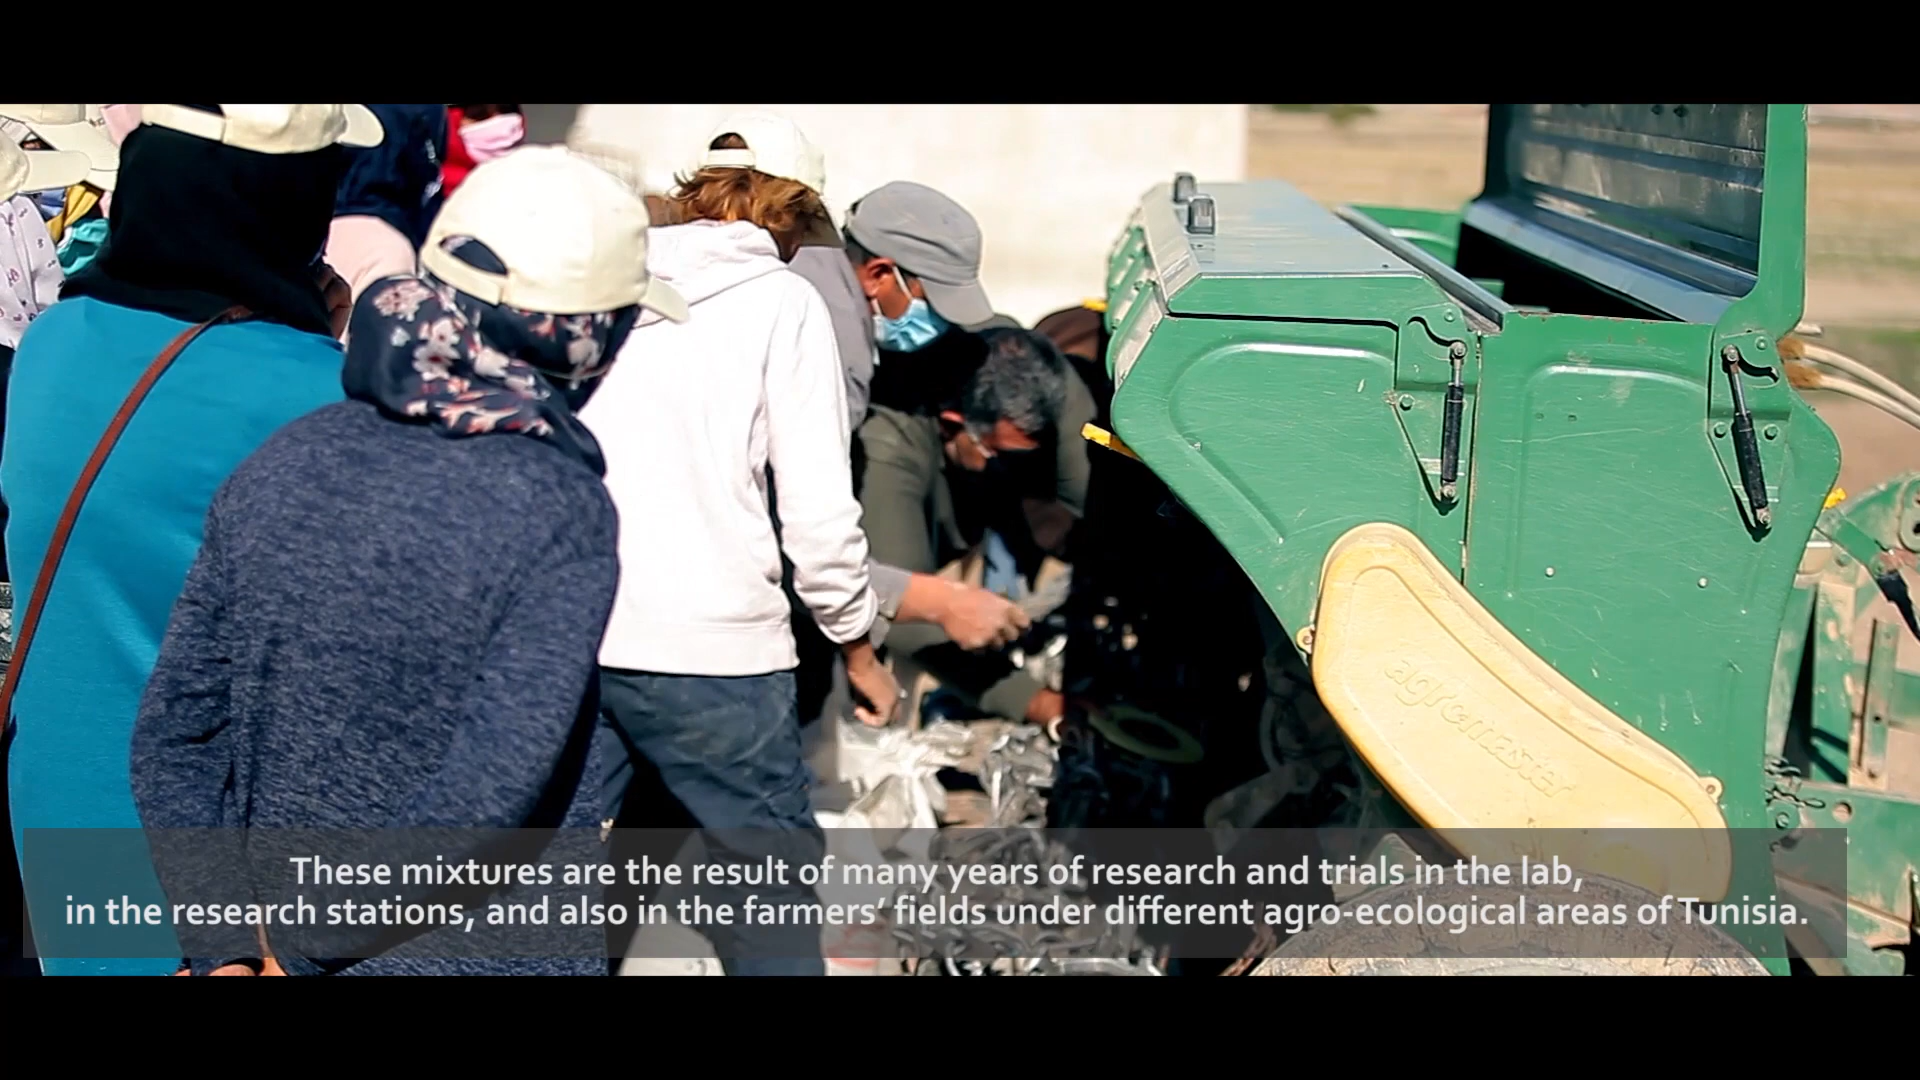 agromaster
These mixtures are the result of many years of research and trials in the lab,
in the research stations, and also in the farmers’ fields under different agro-ecological areas of Tunisia.